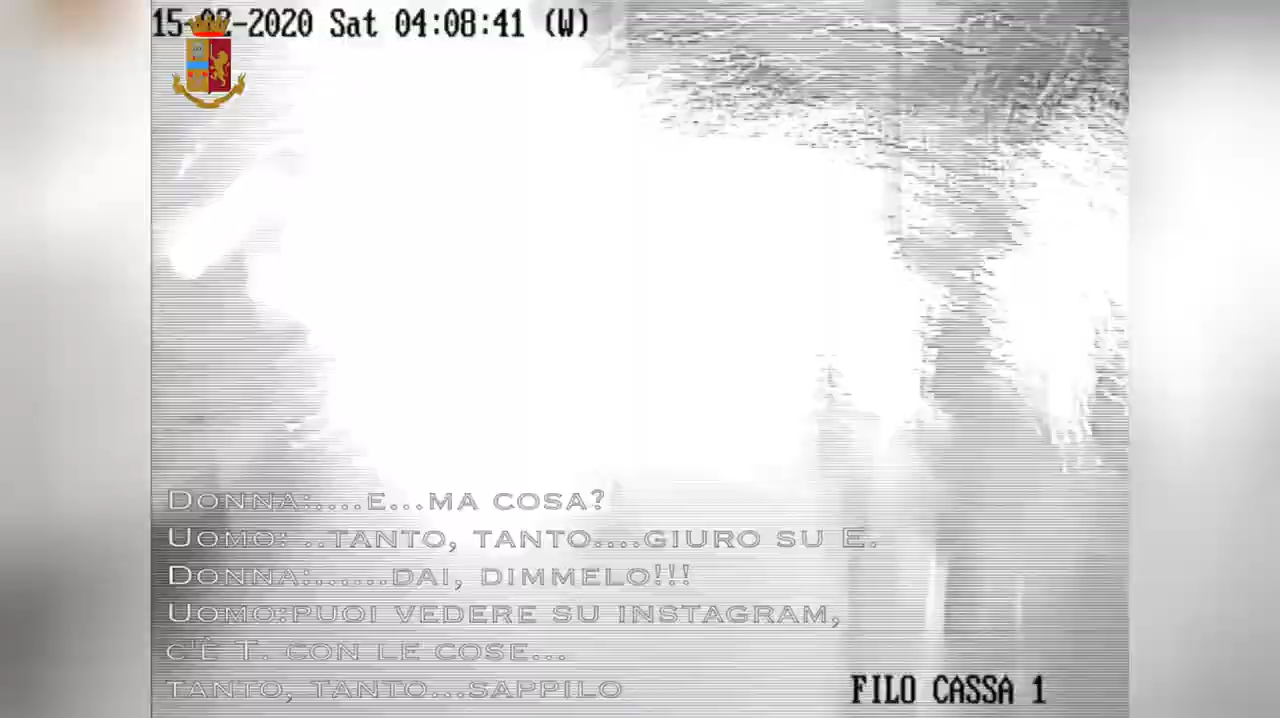 15-02-2020 Sat 04:08:41 (W)
Donna:....e...ma cosa?
Uomo: ..tanto, tanto....giuro su E.
Donna:......dai, dimmelo!!!
Uomo:puoi vedere su instagram,
c'è T. con le cose...
tanto, tanto...sappilo
FILO CASSA 1